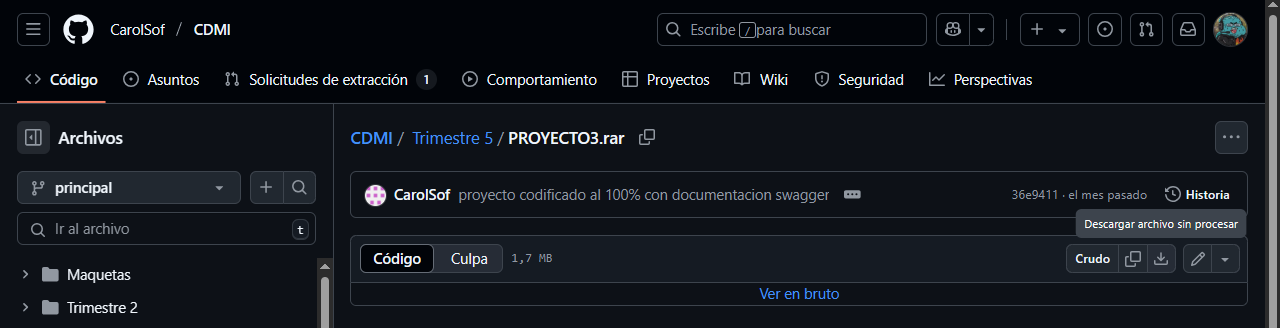 CarolSof / CDMI
Escribe / para buscar
Código
Asuntos
Solicitudes de extracción 1
Comportamiento
Proyectos
Wiki
Seguridad
Perspectivas
Archivos
principal
Ir al archivo
t
Maquetas
Trimestre 2
CDMI / Trimestre 5 / PROYECTO3.rar
CarolSof proyecto codificado al 100% con documentacion swagger
36e9411 · el mes pasado
Historia
Descargar archivo sin procesar
Código
Culpa
1,7 MB
Crudo
Ver en bruto